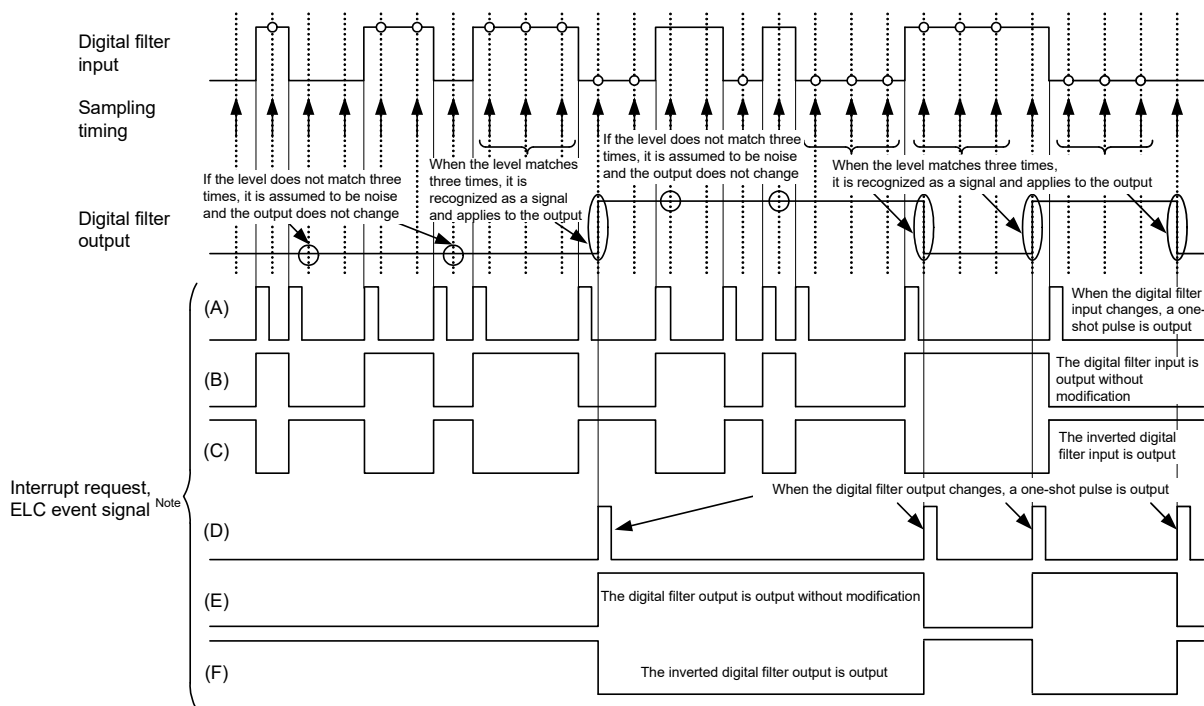 Digital filter
input
Sampling
timing
If the level does not match three
times, it is assumed to be noise
and the output does not change
When the level matches
three times, it is
recognized as a signal
and applies to the output
If the level does not match three
times, it is assumed to be noise
and the output does not change
When the level matches three times,
it is recognized as a signal and applies to the output
Digital filter
output
(A)
When the digital filter
input changes, a one-
shot pulse is output
(B)
The digital filter input is
output without
modification
(C)
The inverted digital
filter input is output
Interrupt request,
ELC event signal Note
When the digital filter output changes, a one-shot pulse is output
(D)
(E)
The digital filter output is output without modification
(F)
The inverted digital filter output is output